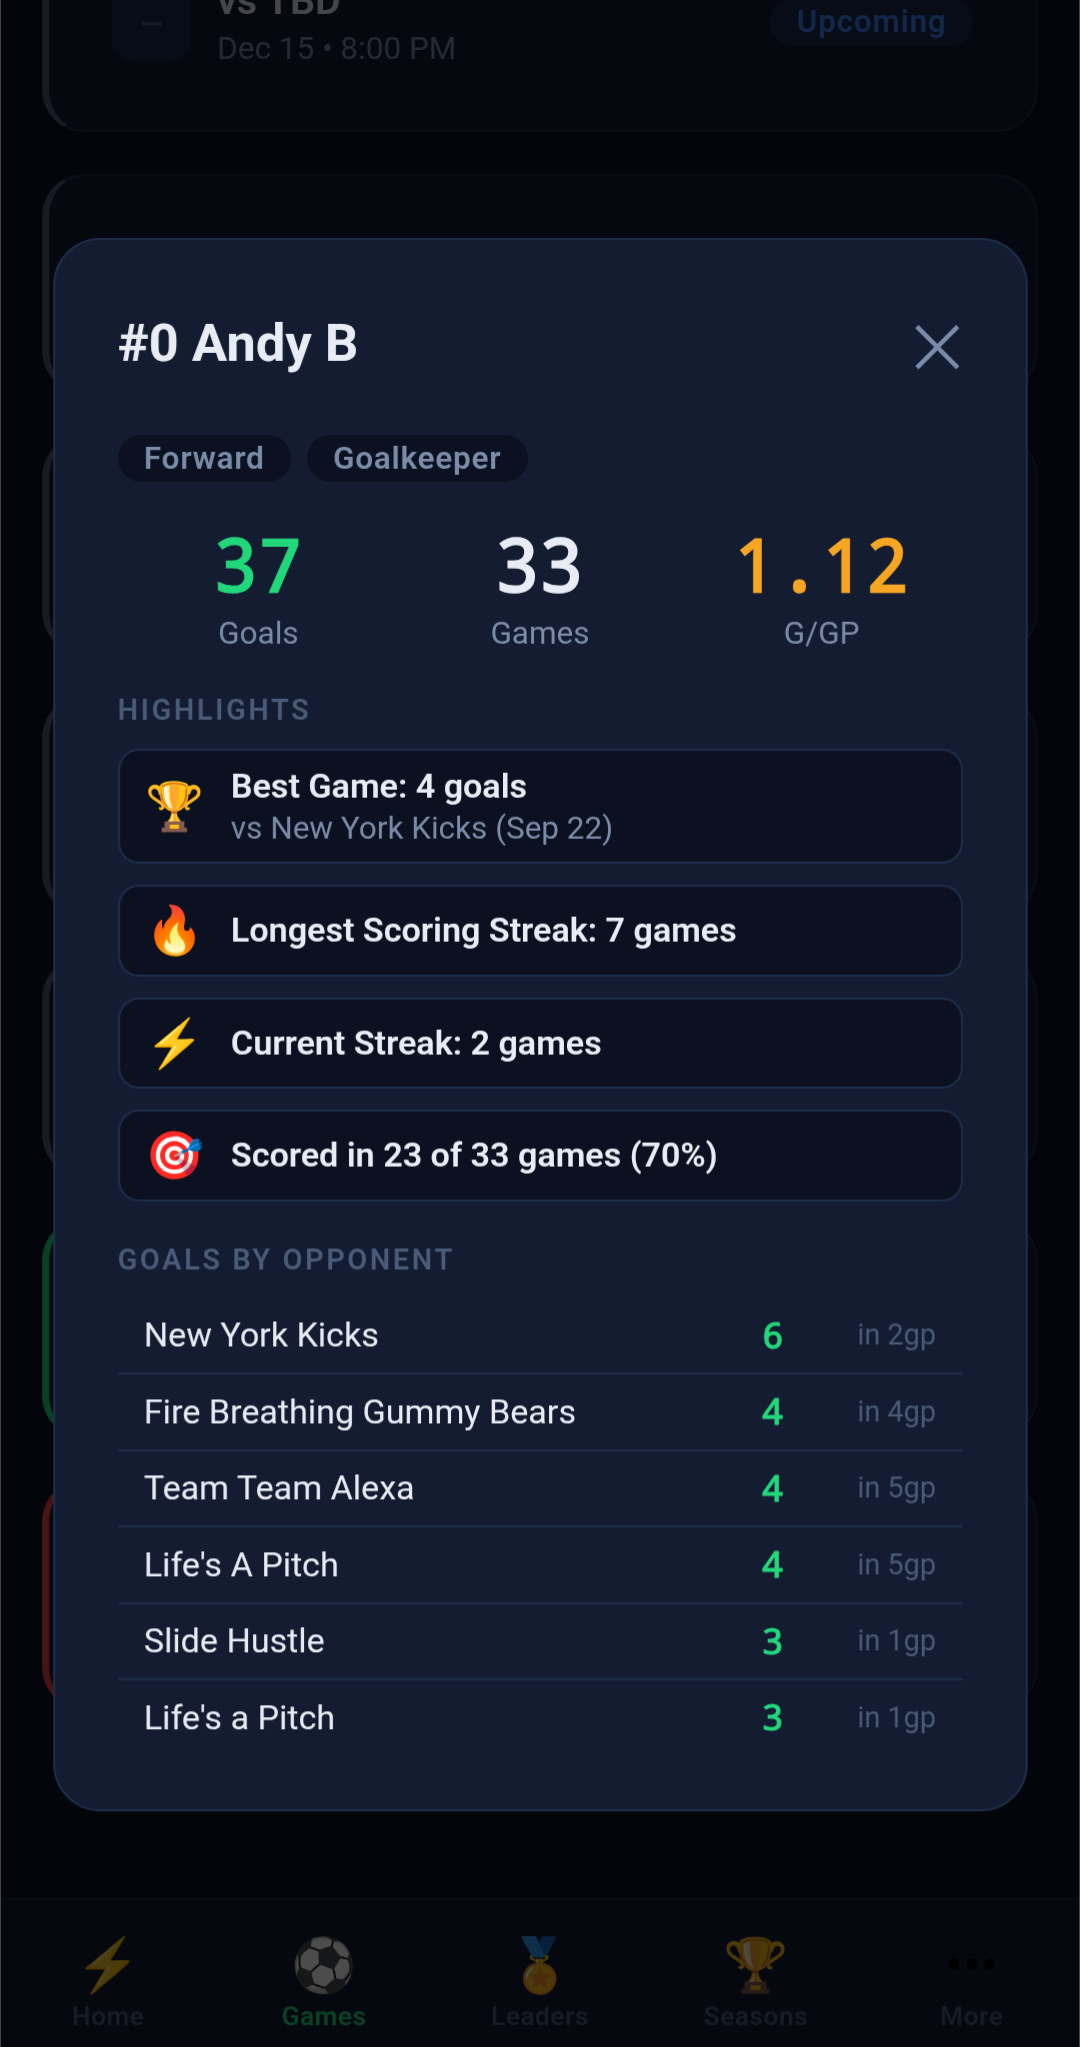 vs TBD
Dec 15 • 8:00 PM
Upcoming
#0 Andy B
Forward
Goalkeeper
37
33
1.12
Goals
Games
G/GP
HIGHLIGHTS
Best Game: 4 goals
vs New York Kicks (Sep 22)
Longest Scoring Streak: 7 games
Current Streak: 2 games
Scored in 23 of 33 games (70%)
GOALS BY OPPONENT
New York Kicks 6 in 2gp
Fire Breathing Gummy Bears 4 in 4gp
Team Team Alexa 4 in 5gp
Life's A Pitch 4 in 5gp
Slide Hustle 3 in 1gp
Life's a Pitch 3 in 1gp
Home
Games
Leaders
Seasons
More